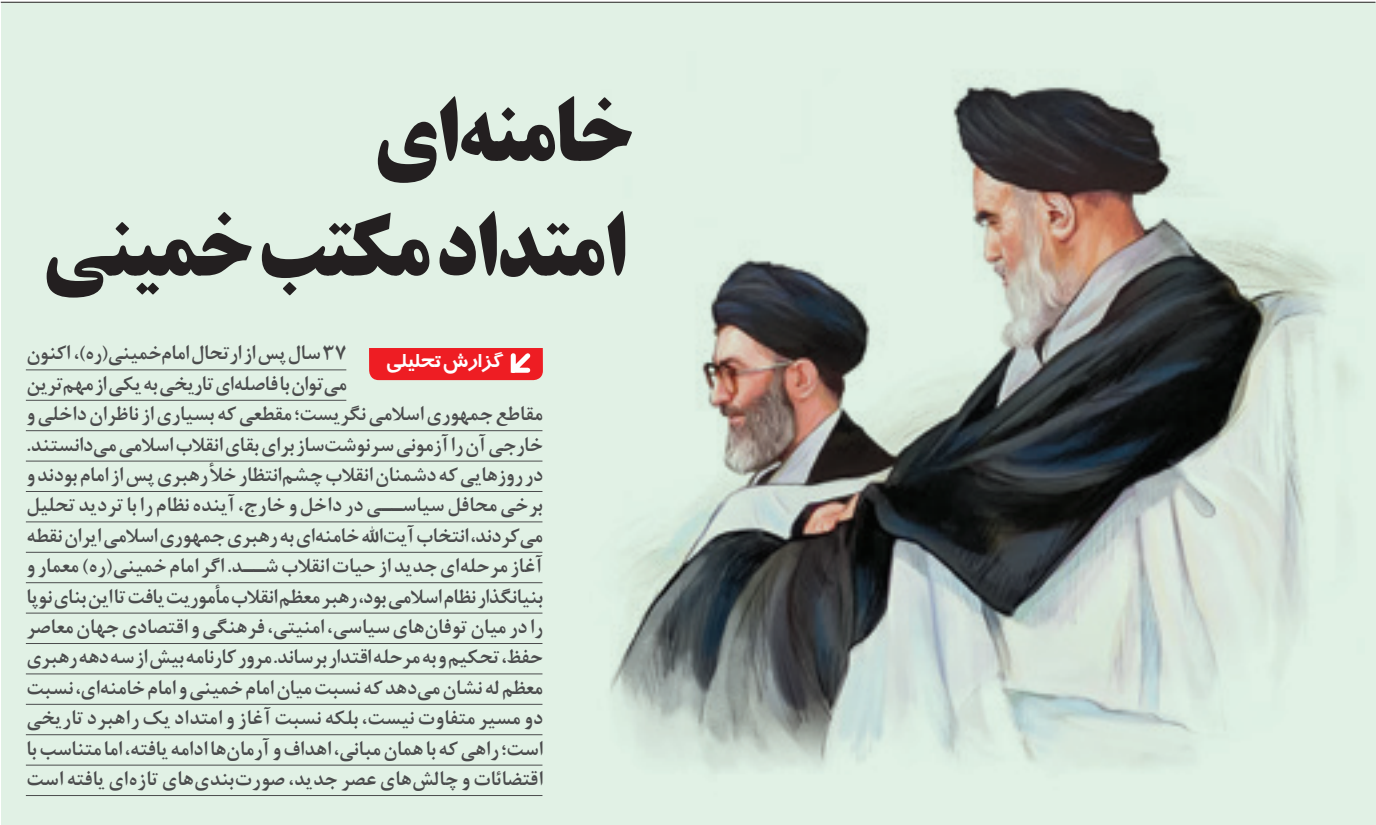 خامنه‌ای
امتداد مکتب خمینی
گزارش تحلیلی
۳۷ سال پس از ارتحال امام‌خمینی(ره)، اکنون
می‌توان با فاصله‌ای تاریخی به یکی از مهم‌ترین
مقاطع جمهوری اسلامی نگریست؛ مقطعی که بسیاری از ناظران داخلی و
خارجی آن را آزمونی سرنوشت‌ساز برای بقای انقلاب اسلامی می‌دانستند.
در روزهایی که دشمنان انقلاب چشم‌انتظار خلأ رهبری پس از امام بودند و
برخی محافل سیاسی در داخل و خارج، آینده نظام را با تردید تحلیل
می‌کردند، انتخاب آیت‌الله خامنه‌ای به رهبری جمهوری اسلامی ایران نقطه
آغاز مرحله‌ای جدید از حیات انقلاب شد. اگر امام خمینی(ره) معمار و
بنیانگذار نظام اسلامی بود، رهبر معظم انقلاب مأموریت یافت تا این بنای نوپا
را در میان توفان‌های سیاسی، امنیتی، فرهنگی و اقتصادی جهان معاصر
حفظ، تحکیم و به مرحله اقتدار برساند. مرور کارنامه بیش از سه دهه رهبری
معظم له نشان می‌دهد که نسبت میان امام خمینی و امام خامنه‌ای، نسبت
دو مسیر متفاوت نیست، بلکه نسبت آغاز و امتداد یک راهبرد تاریخی
است؛ راهی که با همان مبانی، اهداف و آرمان‌ها ادامه یافته، اما متناسب با
اقتضائات و چالش‌های عصر جدید، صورت‌بندی‌های تازه‌ای یافته است